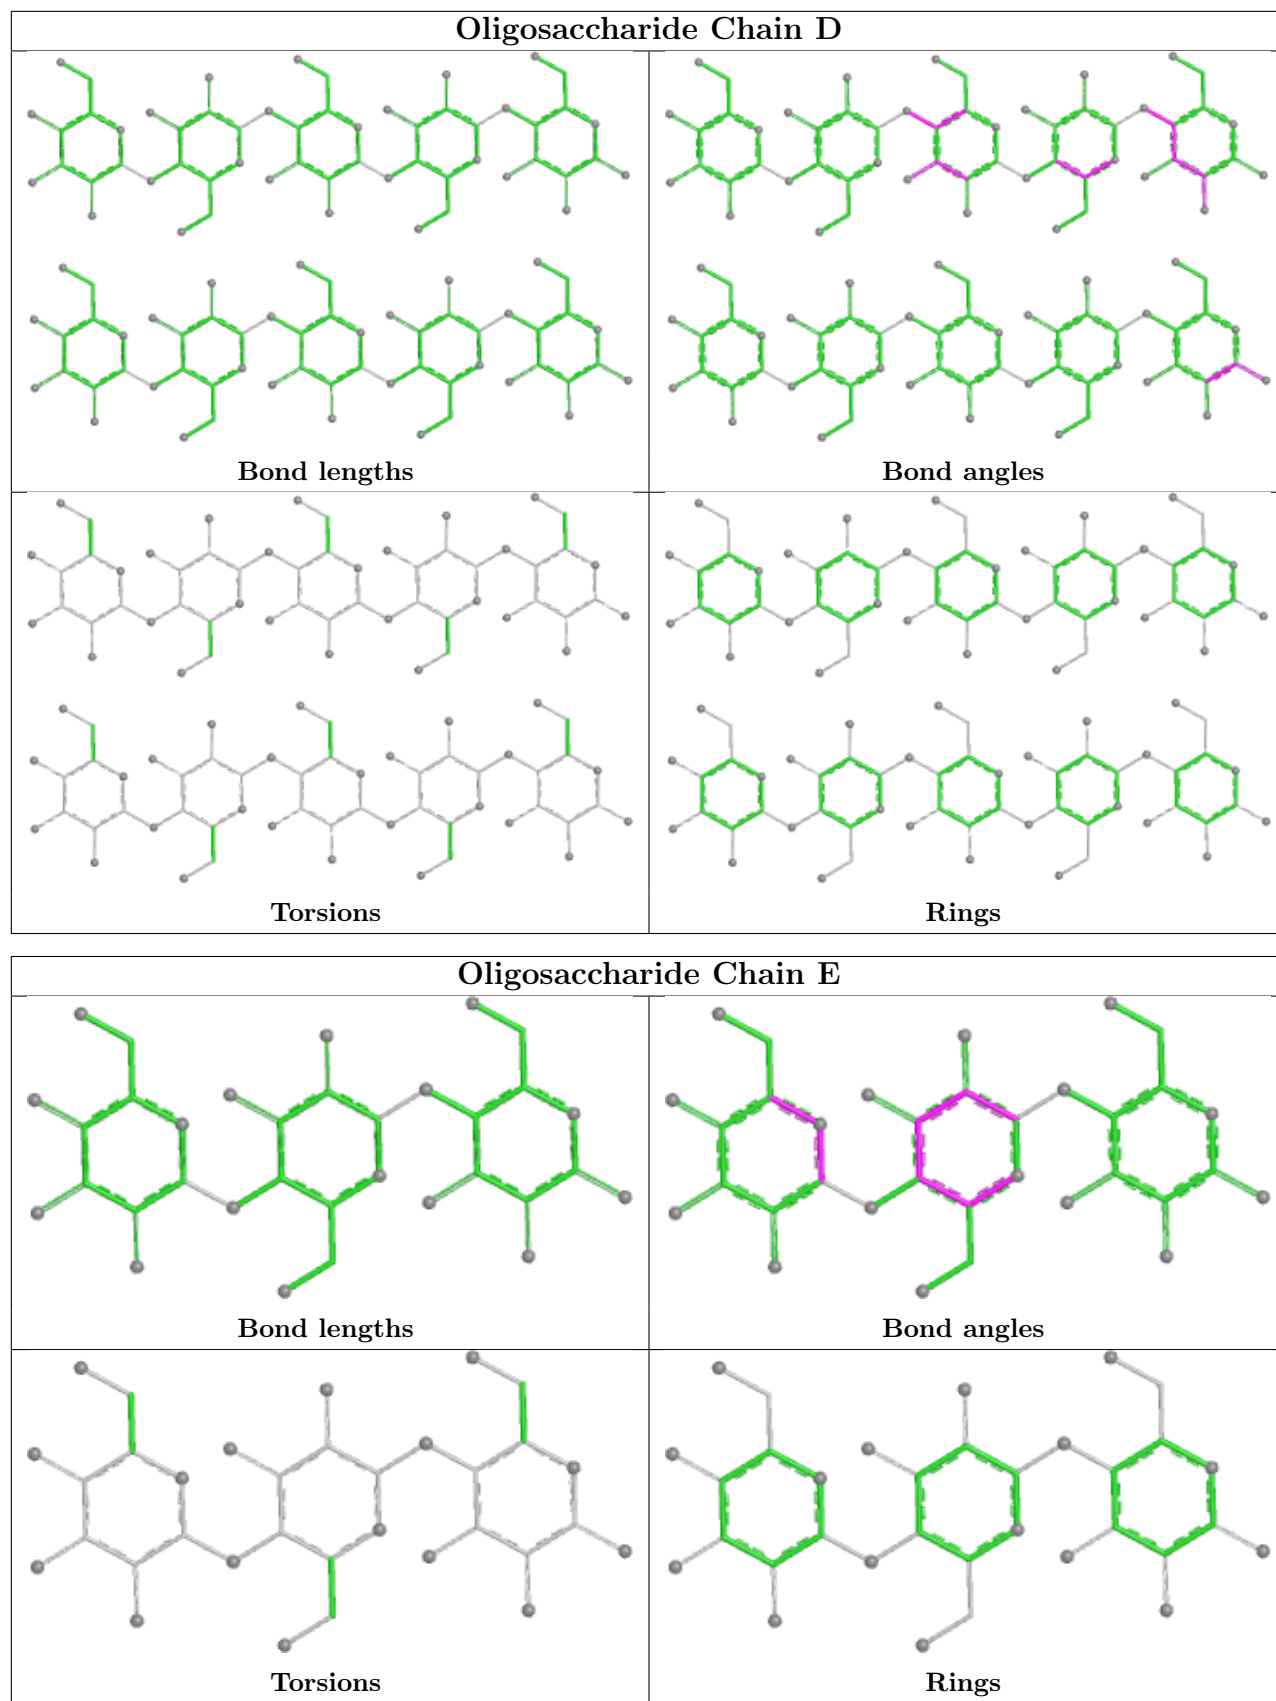 Oligosaccharide Chain D
Bond lengths
Bond angles
Torsions
Rings
Oligosaccharide Chain E
Bond lengths
Bond angles
Torsions
Rings